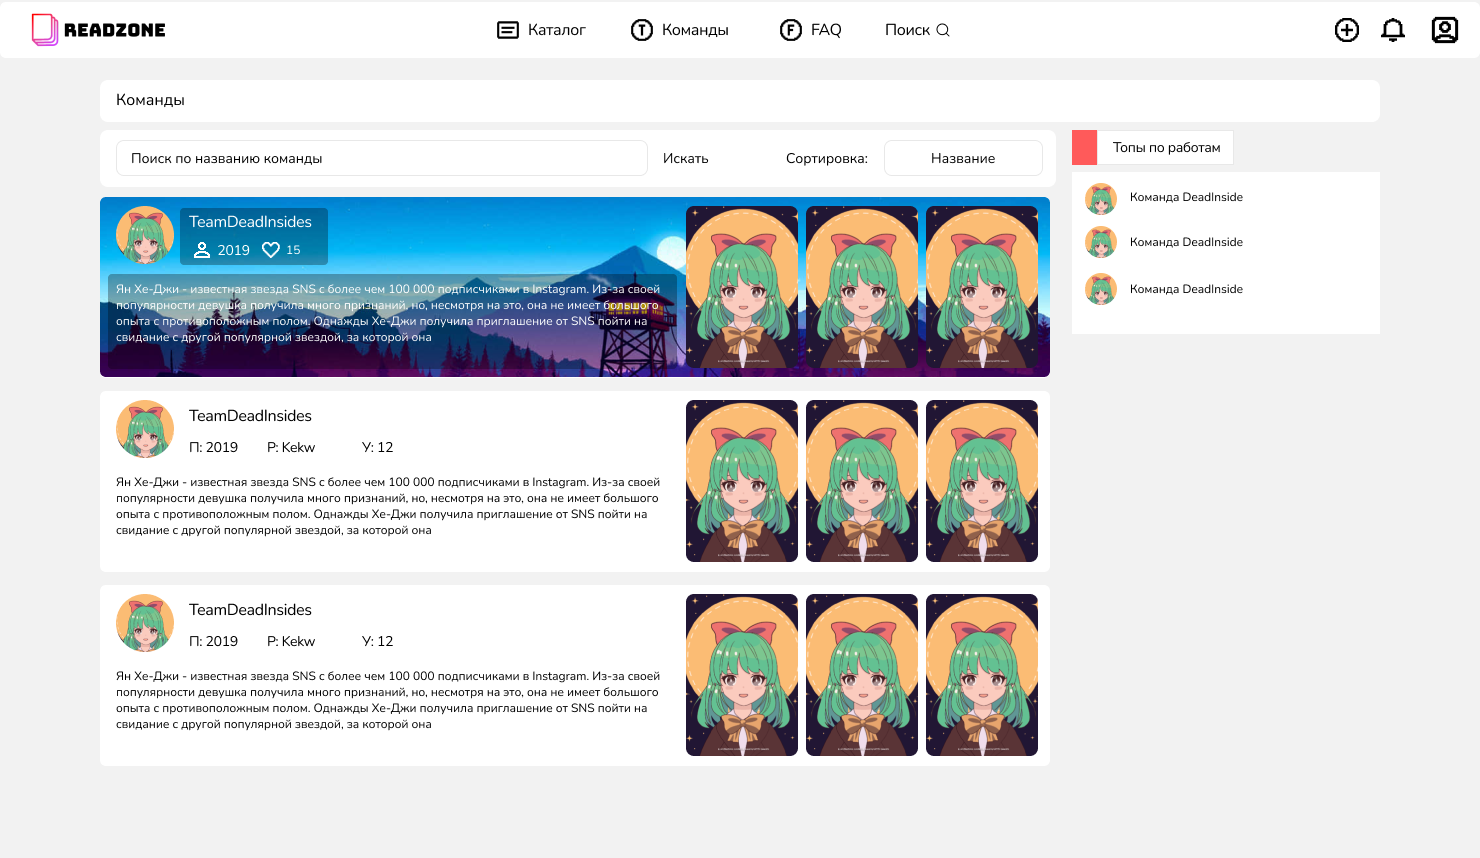 READZONE
Каталог
Команды
FAQ
Поиск
Команды
Поиск по названию команды
Искать
Сортировка:
Название
Топы по работам
Команда DeadInside
Команда DeadInside
Команда DeadInside
TeamDeadInsides
2019 15
Ян Хе-Джи - известная звезда SNS с более чем 100 000 подписчиками в Instagram. Из-за своей
популярности девушка получила много признаний, но, несмотря на это, она не имеет большого
опыта с противоположным полом. Однажды Хе-Джи получила приглашение от SNS пойти на
свидание с другой популярной звездой, за которой она
TeamDeadInsides
П: 2019 Р: Kekw У: 12
Ян Хе-Джи - известная звезда SNS с более чем 100 000 подписчиками в Instagram. Из-за своей
популярности девушка получила много признаний, но, несмотря на это, она не имеет большого
опыта с противоположным полом. Однажды Хе-Джи получила приглашение от SNS пойти на
свидание с другой популярной звездой, за которой она
TeamDeadInsides
П: 2019 Р: Kekw У: 12
Ян Хе-Джи - известная звезда SNS с более чем 100 000 подписчиками в Instagram. Из-за своей
популярности девушка получила много признаний, но, несмотря на это, она не имеет большого
опыта с противоположным полом. Однажды Хе-Джи получила приглашение от SNS пойти на
свидание с другой популярной звездой, за которой она